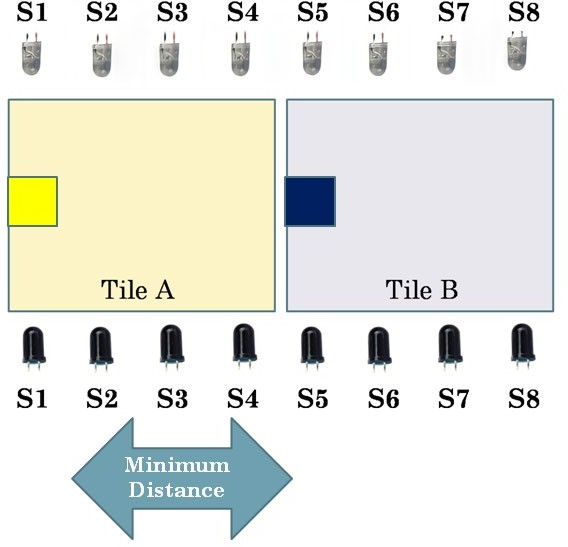 S1 S2 S3 S4 S5 S6 S7 S8
Tile A
Tile B
S1 S2 S3 S4 S5 S6 S7 S8
Minimum
Distance